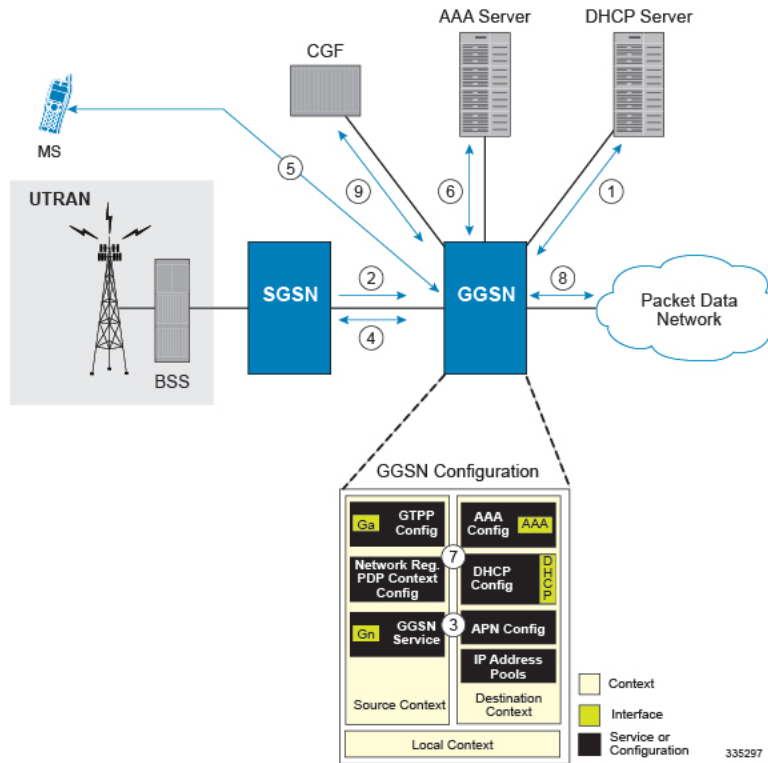 AAA Server
DHCP Server
CGF
MS
5
9
6
1
UTRAN
SGSN
2
4
GGSN
8
Packet Data
Network
BSS
GGSN Configuration
Ga
GTPP
Config
AAA
Config
AAA
7
Network Reg.
PDP Context
Config
DHCP
Config
DHCP
Gn
GGSN
Service
3
APN Config
IP Address
Pools
Source Context
Destination
Context
Local Context
Context
Interface
Service or
Configuration
335297